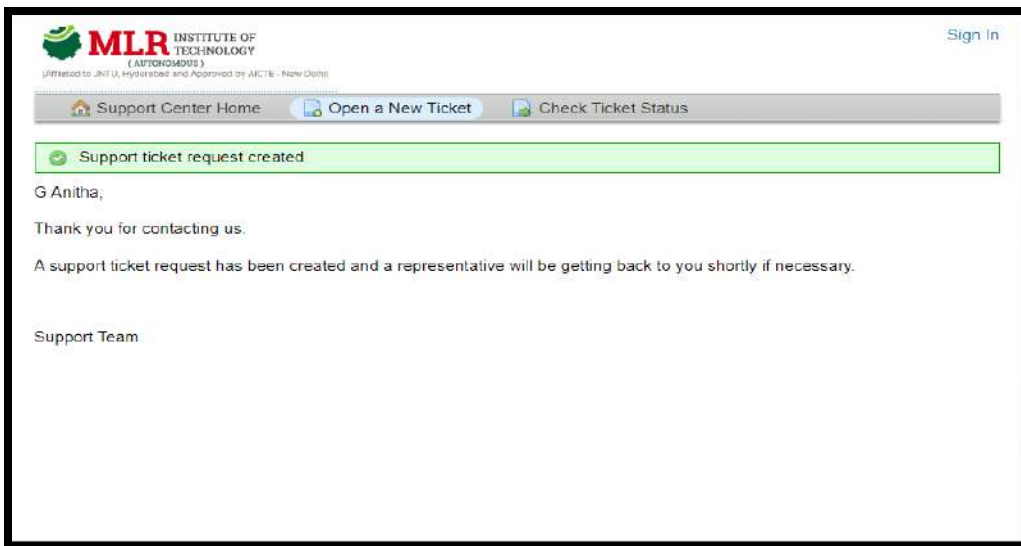 MLR INSTITUTE OF
TECHNOLOGY
(AUTONOMOUS)
(Affiliated to JNTU, Hyderabad and Approved by AICTE - New Delhi)
Sign In
Support Center Home Open a New Ticket Check Ticket Status
Support ticket request created
G Anitha,
Thank you for contacting us.
A support ticket request has been created and a representative will be getting back to you shortly if necessary.
Support Team